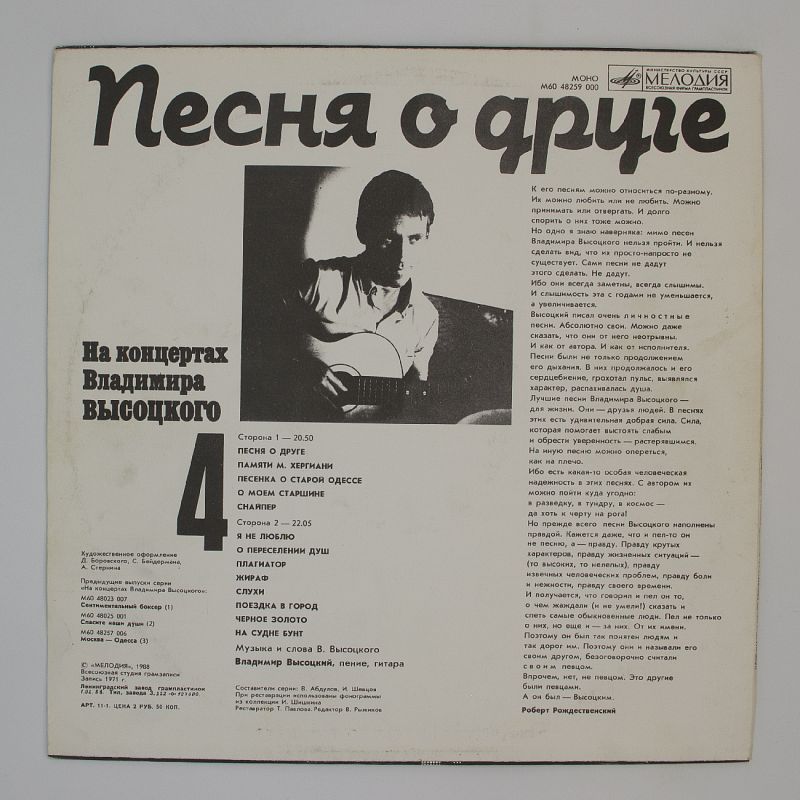 МОНО
М60 48259 000
МИНИСТЕРСТВО КУЛЬТУРЫ СССР
МЕЛОДИЯ
ВСЕСОЮЗНАЯ ФИРМА ГРАМПЛАСТИНОК
Песня о друге
На концертах
Владимира
ВЫСОЦКОГО
4
Сторона 1 — 20.50
ПЕСНЯ О ДРУГЕ
ПАМЯТИ М. ХЕРГИАНИ
ПЕСЕНКА О СТАРОЙ ОДЕССЕ
О МОЕМ СТАРШИНЕ
СНАЙПЕР
Сторона 2 — 22.05
Я НЕ ЛЮБЛЮ
О ПЕРЕСЕЛЕНИИ ДУШ
ПЛАГИАТОР
ЖИРАФ
СЛУХИ
ПОЕЗДКА В ГОРОД
ЧЕРНОЕ ЗОЛОТО
НА СУДНЕ БУНТ
Музыка и слова В. Высоцкого
Владимир Высоцкий, пение, гитара
Составители серии: В. Абдулов, И. Шевцов
При реставрации использованы фонограммы
из коллекции И. Шишкина
Реставратор Т. Павлова. Редактор В. Рыжиков
Художественное оформление
Д. Боровского, С. Бейдермана,
А. Стернина
Предыдущие выпуски серии
«На концертах Владимира Высоцкого»:
М60 48023 007
Сентиментальный боксер (1)
М60 48025 001
Спасите наши души (2)
М60 48257 006
Москва — Одесса (3)
© «МЕЛОДИЯ», 1988
Всесоюзная студия грамзаписи
Запись 1971 г.
Ленинградский завод грампластинок
Тип. завода
АРТ. 11-1. ЦЕНА 2 РУБ. 50 КОП.
К его песням можно относиться по-разному.
Их можно любить или не любить. Можно
принимать или отвергать. И долго
спорить о них тоже можно.
Но одно я знаю наверняка: мимо песен
Владимира Высоцкого нельзя пройти. И нельзя
сделать вид, что их просто-напросто не
существует. Сами песни не дадут
этого сделать. Не дадут.
Ибо они всегда заметны, всегда слышимы.
И слышимость эта с годами не уменьшается,
а увеличивается.
Высоцкий писал очень личностные
песни. Абсолютно свои. Можно даже
сказать, что они от него неотрывны.
И как от автора. И как от исполнителя.
Песни были не только продолжением
его дыхания. В них продолжалось и его
сердцебиение, грохотал пульс, выявлялся
характер, распахивалась душа.
Лучшие песни Владимира Высоцкого —
для жизни. Они — друзья людей. В песнях
этих есть удивительная добрая сила. Сила,
которая помогает выстоять слабым
и обрести уверенность — растерявшимся.
На иную песню можно опереться,
как на плечо.
Ибо есть какая-то особая человеческая
надежность в этих песнях. С автором их
можно пойти куда угодно:
в разведку, в тундру, в космос —
да хоть к черту на рога!
Но прежде всего песни Высоцкого наполнены
правдой. Кажется даже, что и пел-то он
не песню, а — правду. Правду крутых
характеров, правду жизненных ситуаций —
(то высоких, то нелепых), правду
извечных человеческих проблем, правду боли
и нежности, правду своего времени.
И получается, что говорил и пел он то,
о чем жаждали (и не умели!) сказать и
спеть самые обыкновенные люди. Пел не только
о них, но еще и — за них. От их имени.
Поэтому он был так понятен людям и
так дорог им. Поэтому они и называли его
своим другом, безоговорочно считали
своим певцом.
Впрочем, нет, не певцом. Это другие
были певцами.
А он был — Высоцким.
Роберт Рождественский